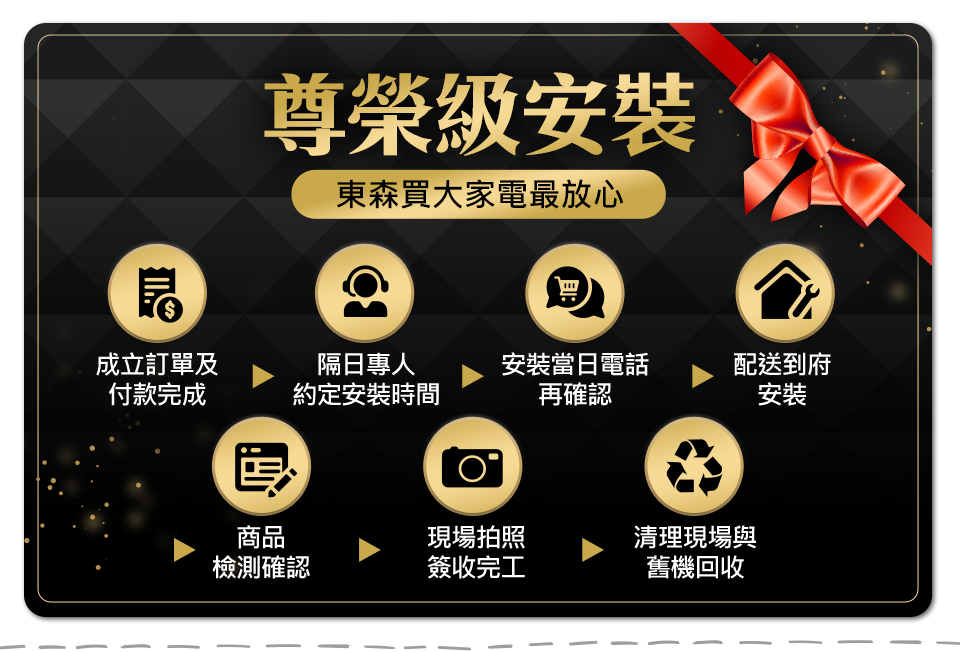 尊榮級安裝
東森買大家電最放心
成立訂單及
付款完成
隔日專人
約定安裝時間
安裝當日電話
再確認
配送到府
安裝
商品
檢測確認
現場拍照
簽收完工
清理現場與
舊機回收